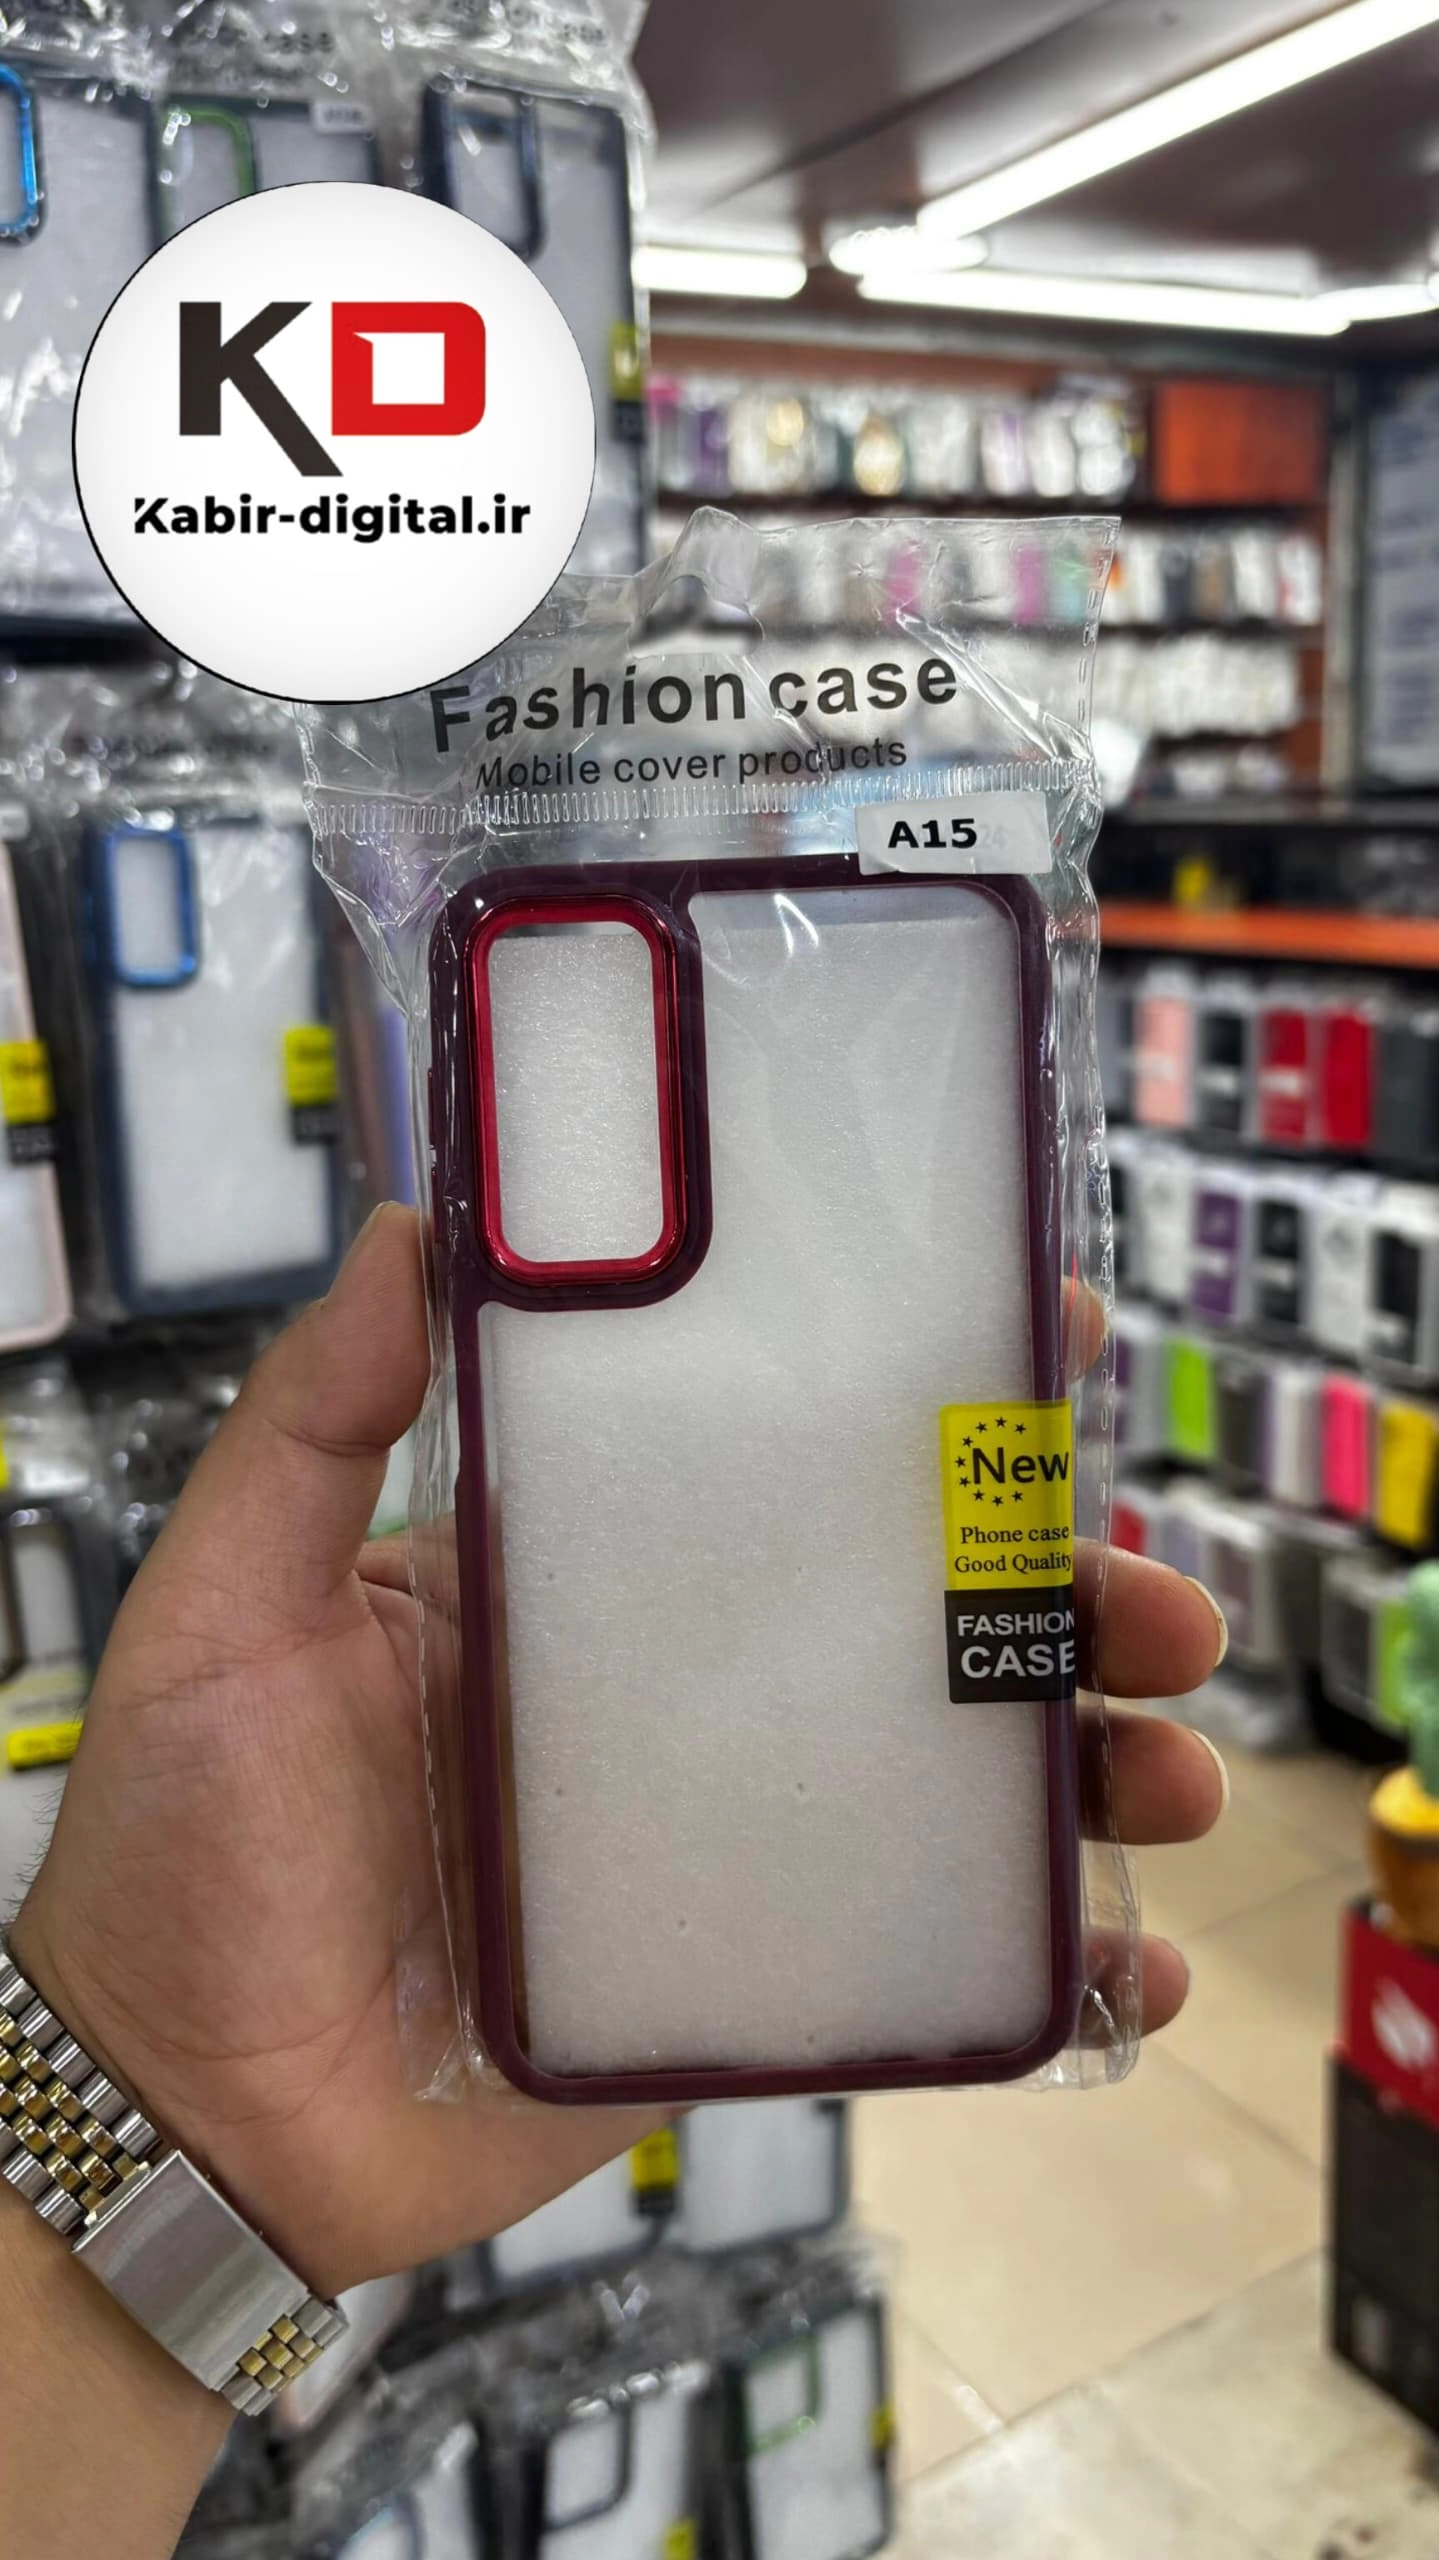 KD
Kabir-digital.ir
Fashion case
Mobile cover products
A15
New
Phone case
Good Quality
FASHION
CASE